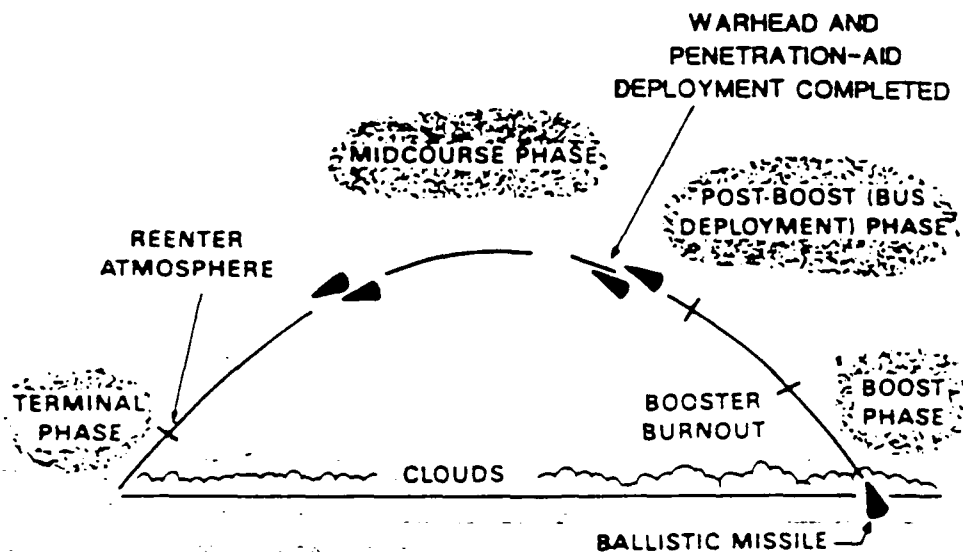 WARHEAD AND
PENETRATION-AID
DEPLOYMENT COMPLETED
MIDCOURSE PHASE
POST-BOOST (BUS
DEPLOYMENT) PHASE
REENTER
ATMOSPHERE
TERMINAL
PHASE
BOOSTER
BURNOUT
BOOST
PHASE
CLOUDS
BALLISTIC MISSILE